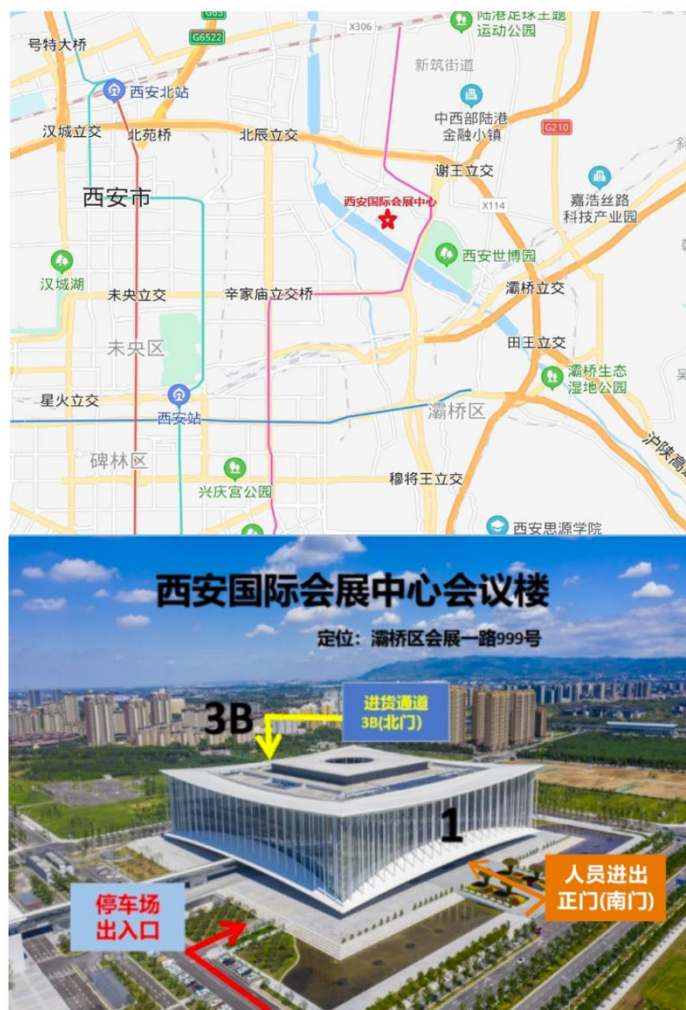 G65
G6522
X306
陆港足球主题
运动公园
号特大桥
新筑街道
西安北站
中西部陆港
金融小镇
汉城立交
北苑桥
北辰立交
G210
谢王立交
西安市
西安国际会展中心
X114
嘉浩丝路
科技产业园
西安世博园
汉城湖
未央立交
辛家庙立交桥
灞桥立交
未央区
田王立交
灞桥生态
湿地公园
星火立交
西安站
灞桥区
碑林区
兴庆宫公园
穆将王立交
沪陕高速
西安思源学院
西安国际会展中心会议楼
定位：灞桥区会展一路999号
3B
进货通道
3B(北门)
1
人员进出
正门(南门)
停车场
出入口